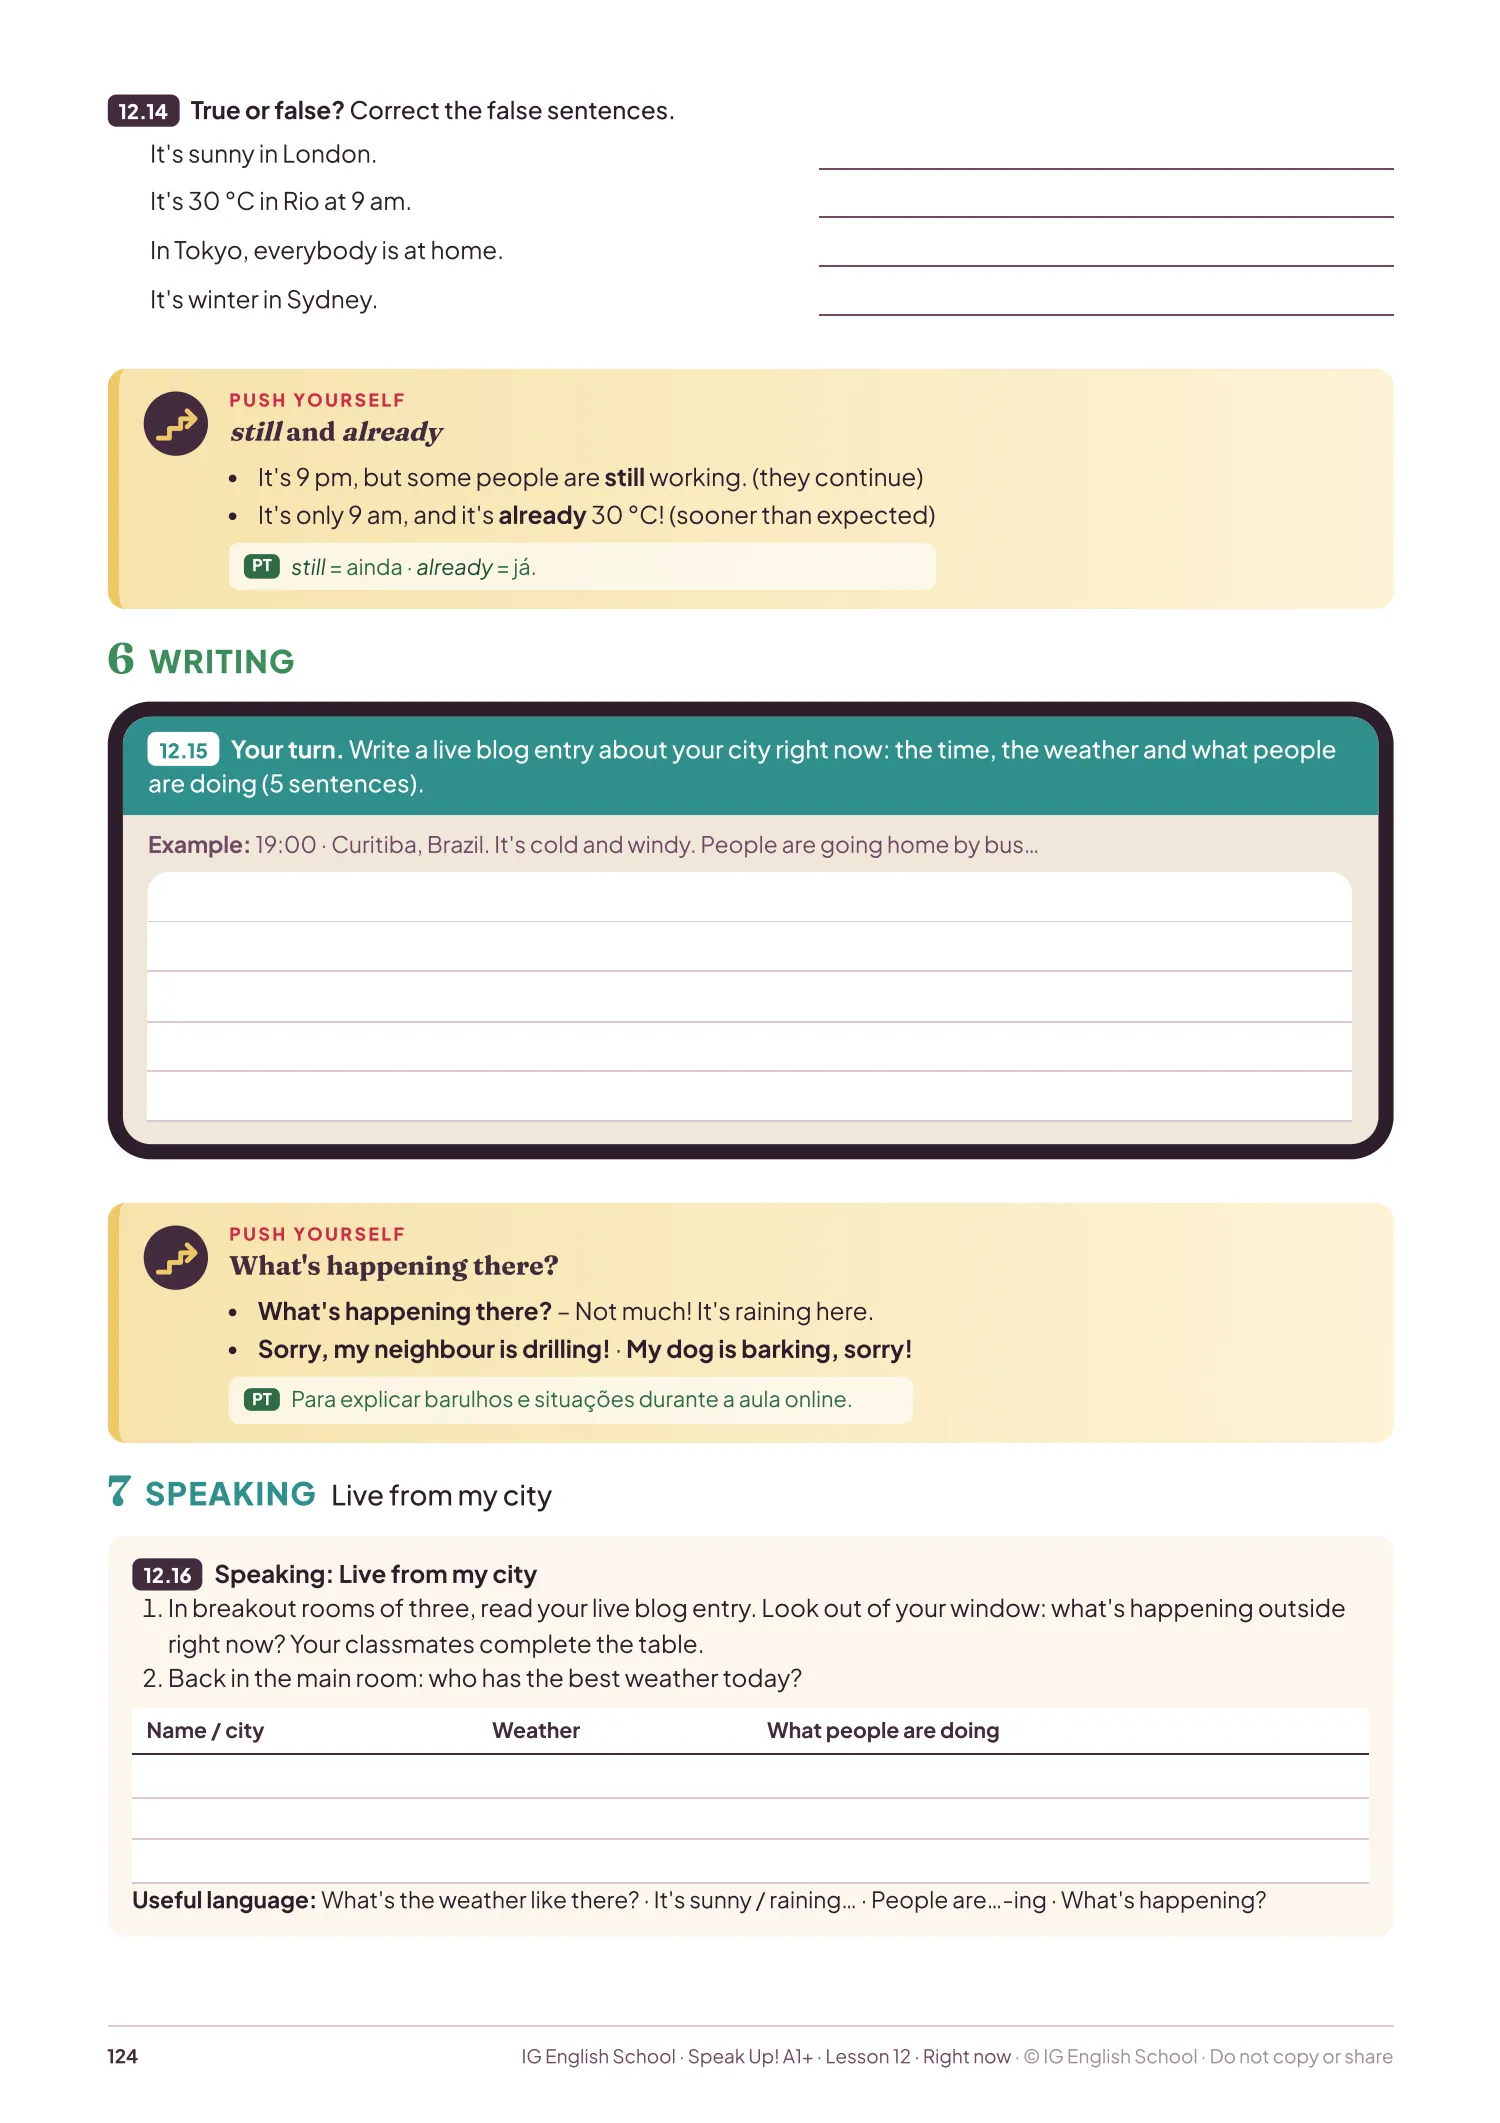 12.14 True or false? Correct the false sentences.
It's sunny in London.
It's 30 °C in Rio at 9 am.
In Tokyo, everybody is at home.
It's winter in Sydney.
PUSH YOURSELF
still and already
• It's 9 pm, but some people are still working. (they continue)
• It's only 9 am, and it's already 30 °C! (sooner than expected)
PT still = ainda · already = já.
6 WRITING
12.15 Your turn. Write a live blog entry about your city right now: the time, the weather and what people
are doing (5 sentences).
Example: 19:00 · Curitiba, Brazil. It's cold and windy. People are going home by bus…
PUSH YOURSELF
What's happening there?
• What's happening there? – Not much! It's raining here.
• Sorry, my neighbour is drilling! · My dog is barking, sorry!
PT Para explicar barulhos e situações durante a aula online.
7 SPEAKING Live from my city
12.16 Speaking: Live from my city
1. In breakout rooms of three, read your live blog entry. Look out of your window: what's happening outside
right now? Your classmates complete the table.
2. Back in the main room: who has the best weather today?
Name / city Weather What people are doing
Useful language: What's the weather like there? · It's sunny / raining… · People are…-ing · What's happening?
124 IG English School · Speak Up! A1+ · Lesson 12 · Right now · © IG English School · Do not copy or share